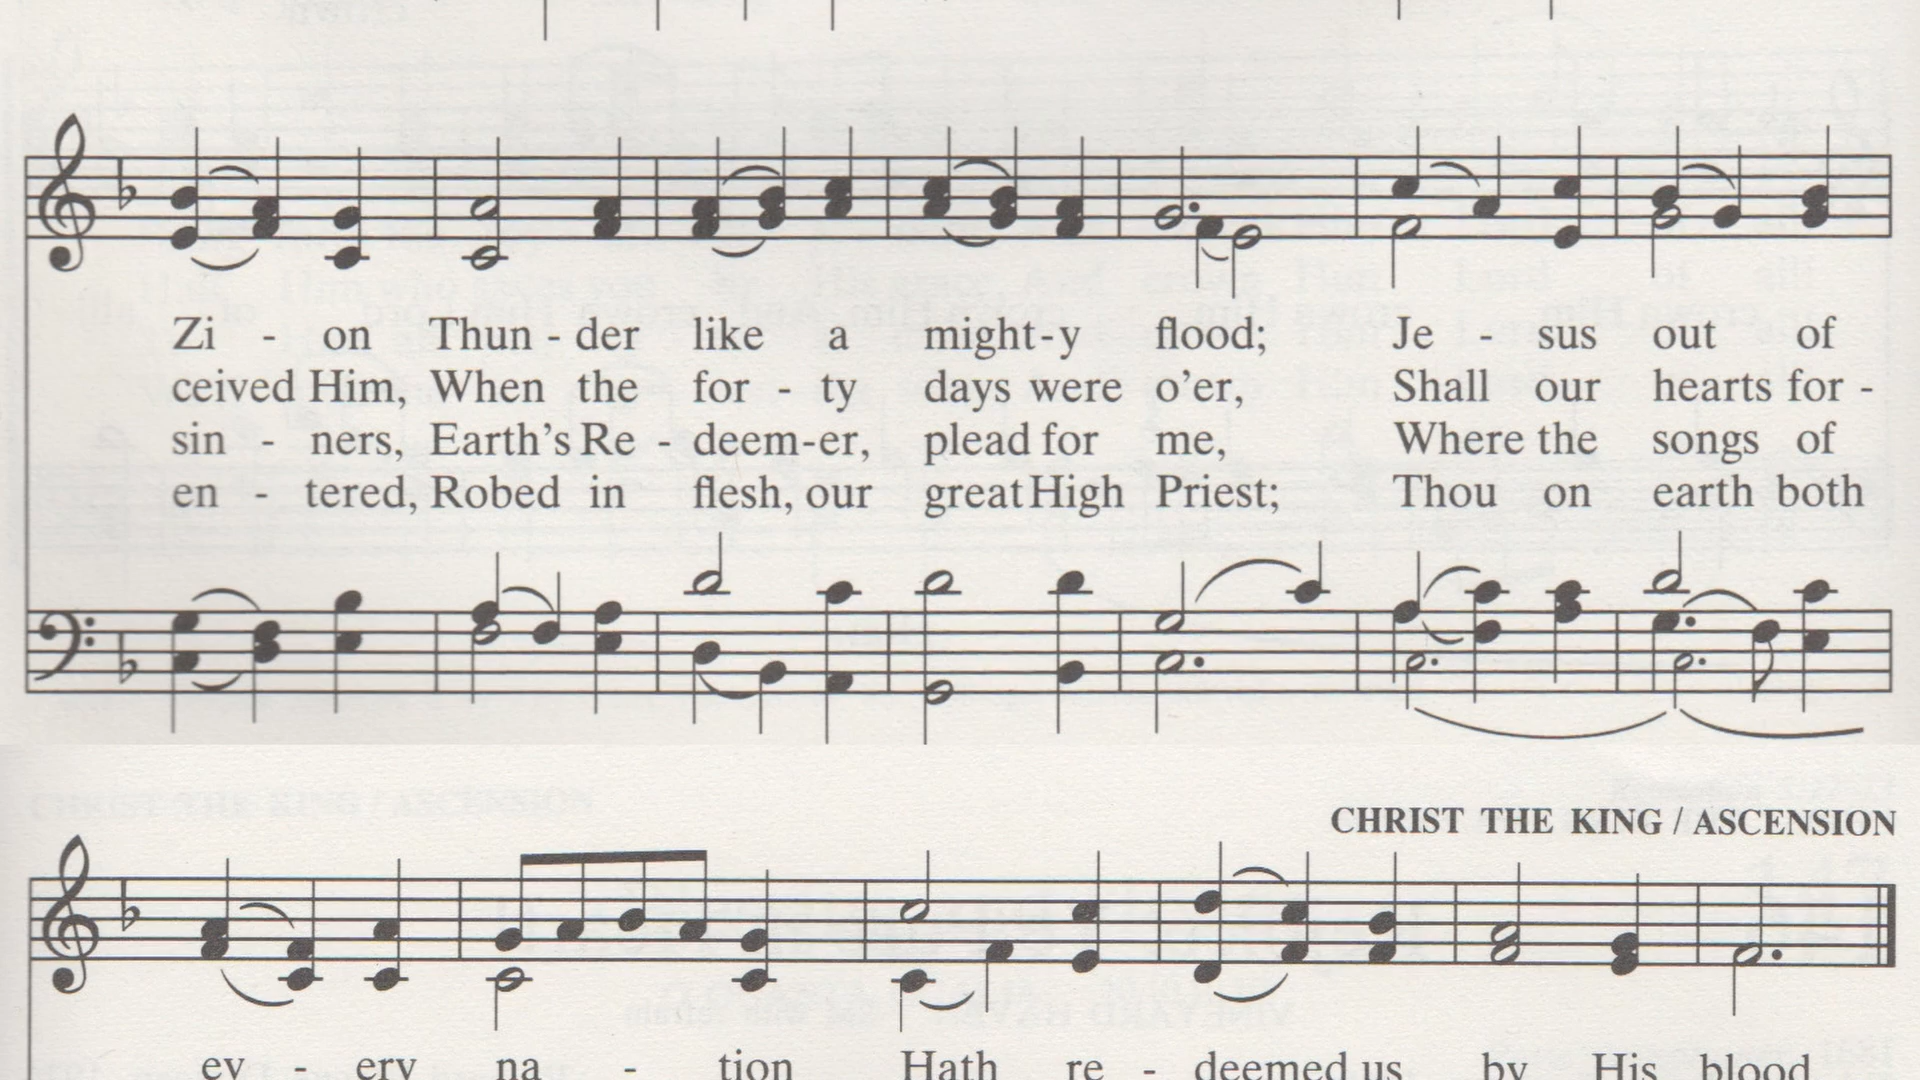 Zi - on Thun - der like a might - y flood; Je - sus out of
ceived Him, When the for - ty days were o'er, Shall our hearts for -
sin - ners, Earth's Re - deem - er, plead for me, Where the songs of
en - tered, Robed in flesh, our great High Priest; Thou on earth both
CHRIST THE KING / ASCENSION
ev - ery na - tion Hath re - deemed us by His blood